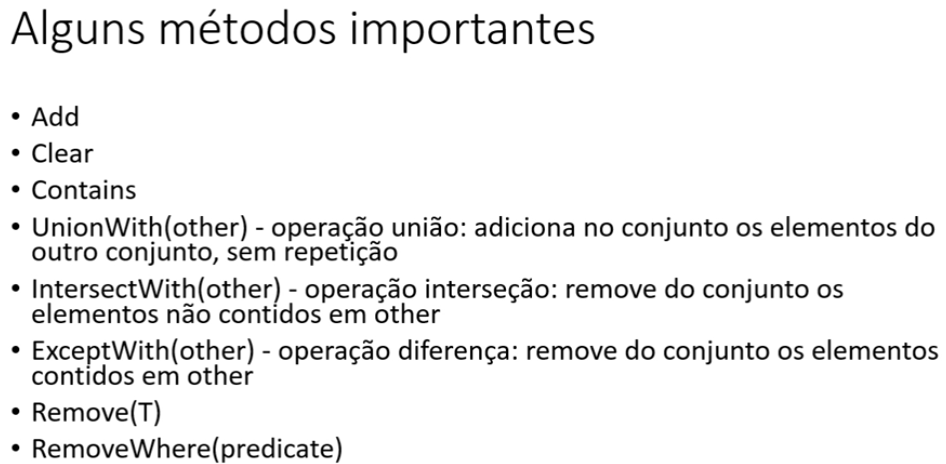 Alguns métodos importantes
• Add
• Clear
• Contains
• UnionWith(other) - operação união: adiciona no conjunto os elementos do
outro conjunto, sem repetição
• IntersectWith(other) - operação interseção: remove do conjunto os
elementos não contidos em other
• ExceptWith(other) - operação diferença: remove do conjunto os elementos
contidos em other
• Remove(T)
• RemoveWhere(predicate)